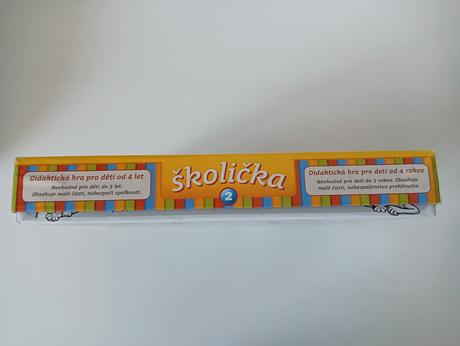 Didaktická hra pro děti od 4 let
Nevhodné pro děti do 3 let.
Obsahuje malé části, nebezpečí spolknutí.
školička
2
Didaktická hra pre deti od 4 rokov
Nevhodné pre deti do 3 rokov. Obsahuje
malé časti, nebezpečenstvo prehltnutia.